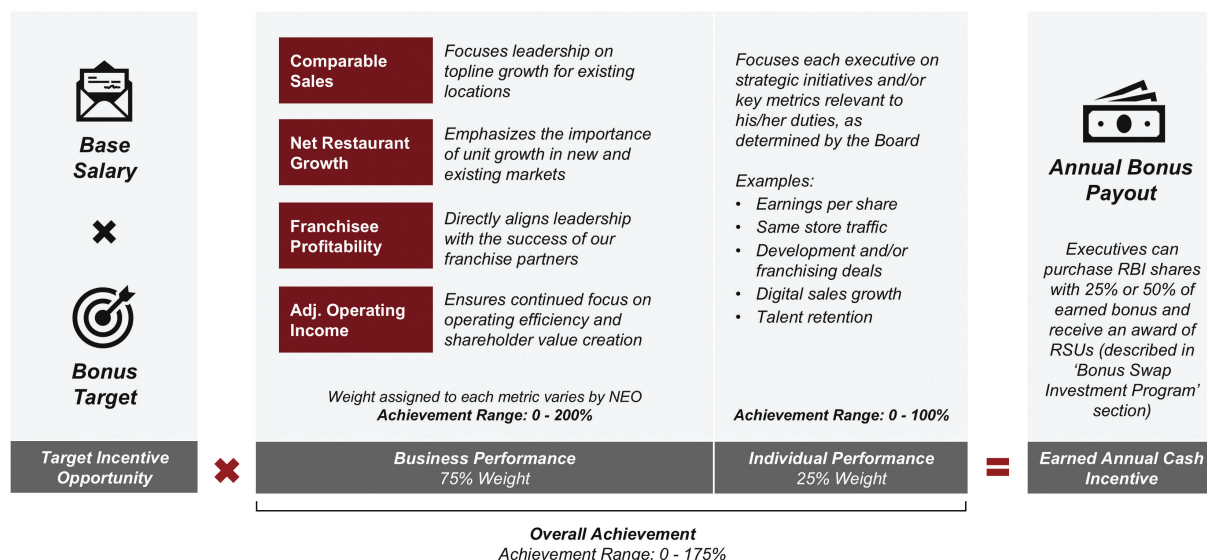 Base
Salary
Bonus
Target
Target Incentive
Opportunity
Comparable
Sales
Focuses leadership on
topline growth for existing
locations
Net Restaurant
Growth
Emphasizes the importance
of unit growth in new and
existing markets
Franchisee
Profitability
Directly aligns leadership
with the success of our
franchise partners
Adj. Operating
Income
Ensures continued focus on
operating efficiency and
shareholder value creation
Weight assigned to each metric varies by NEO
Achievement Range: 0 - 200%
Business Performance
75% Weight
Focuses each executive on
strategic initiatives and/or
key metrics relevant to
his/her duties, as
determined by the Board
Examples:
• Earnings per share
• Same store traffic
• Development and/or
franchising deals
• Digital sales growth
• Talent retention
Achievement Range: 0 - 100%
Individual Performance
25% Weight
Annual Bonus
Payout
Executives can
purchase RBI shares
with 25% or 50% of
earned bonus and
receive an award of
RSUs (described in
‘Bonus Swap
Investment Program’
section)
Earned Annual Cash
Incentive
Overall Achievement
Achievement Range: 0 - 175%